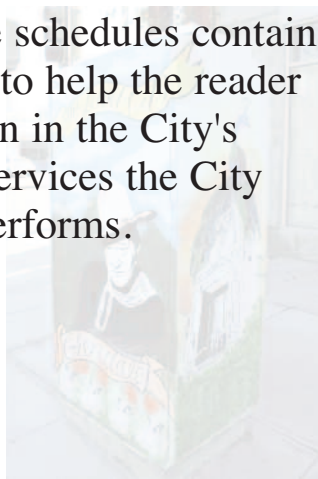 schedules contain
to help the reader
n in the City's
ervices the City
erforms.